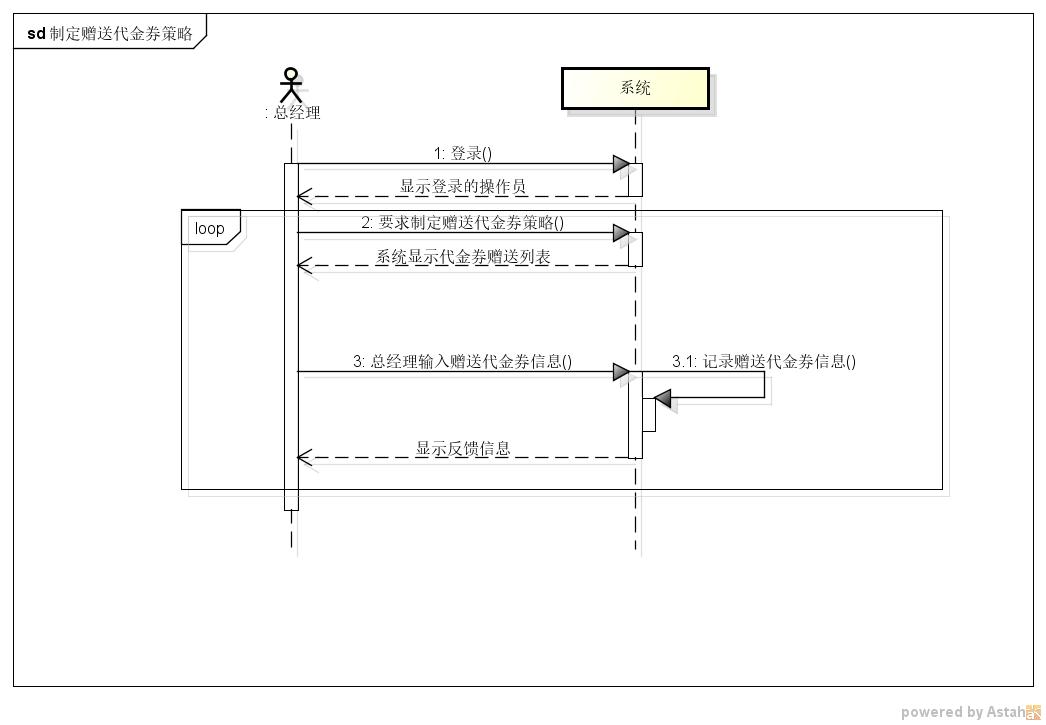 sd 制定赠送代金券策略
: 总经理
系统
1: 登录()
显示登录的操作员
loop
2: 要求制定赠送代金券策略()
系统显示代金券赠送列表
3: 总经理输入赠送代金券信息()
3.1: 记录赠送代金券信息()
显示反馈信息
powered by Astah